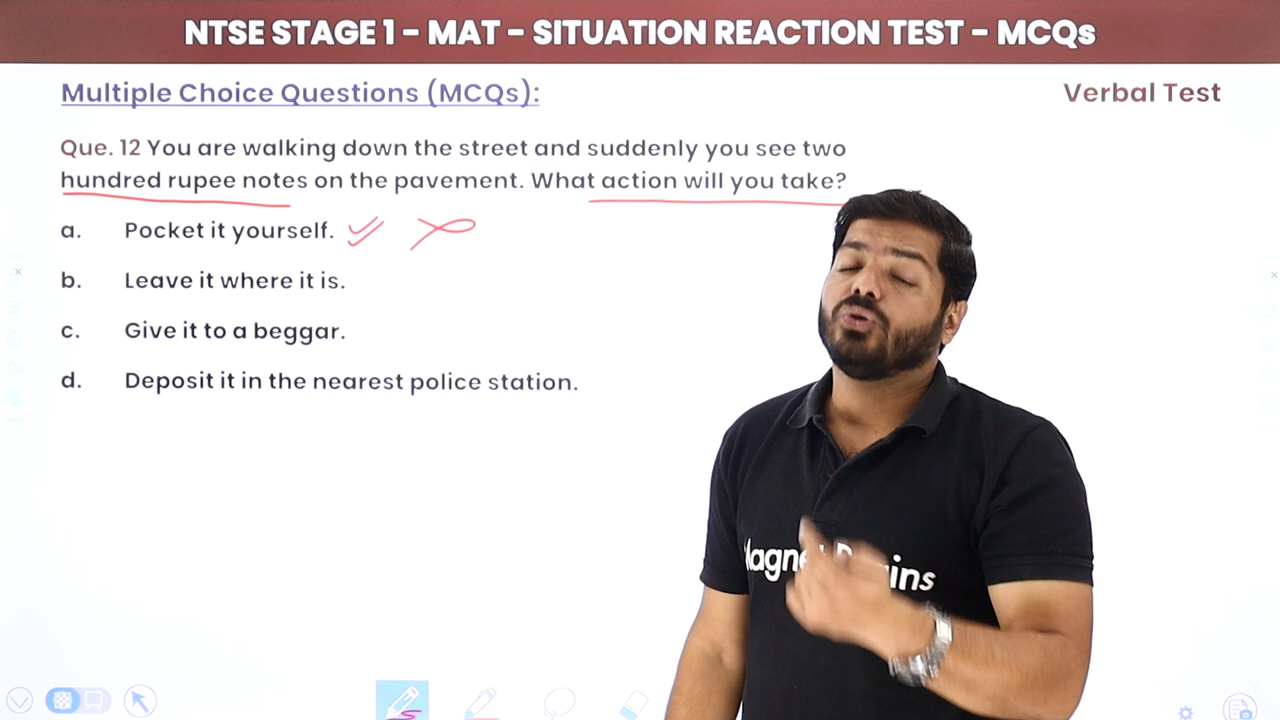 NTSE STAGE 1 – MAT – SITUATION REACTION TEST – MCQs
Multiple Choice Questions (MCQs):
Verbal Test
Que. 12 You are walking down the street and suddenly you see two
hundred rupee notes on the pavement. What action will you take?
a. Pocket it yourself.
b. Leave it where it is.
c. Give it to a beggar.
d. Deposit it in the nearest police station.